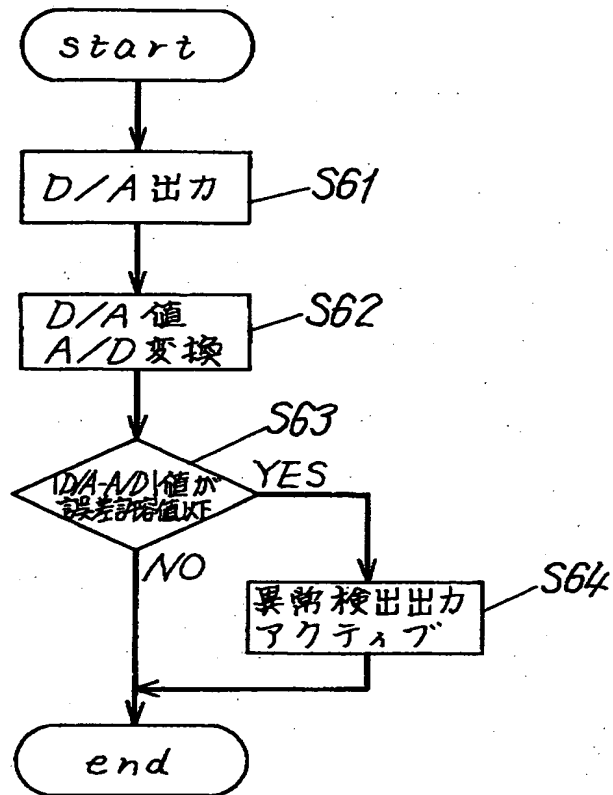 start
D/A出力
S61
D/A値
A/D変換
S62
S63
|D/A-A/D|値が
誤差許容値以下
YES
NO
異常検出出力
アクティブ
S64
end